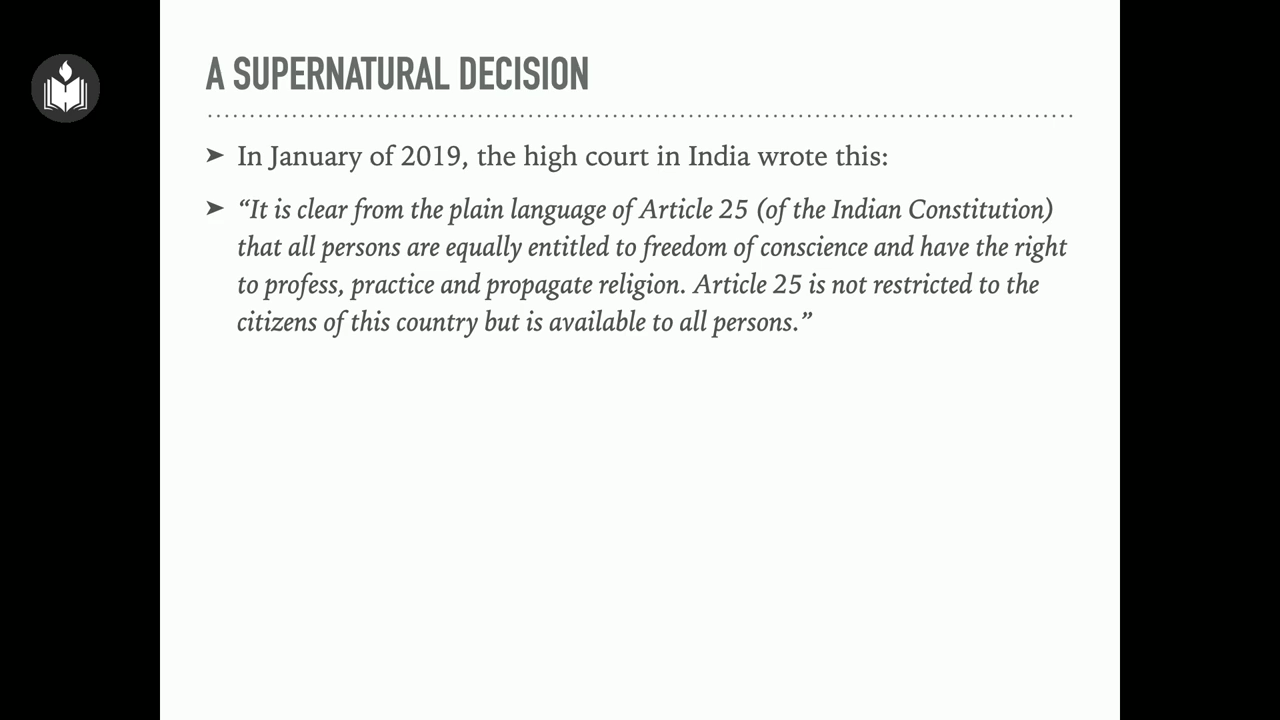 A SUPERNATURAL DECISION
➤ In January of 2019, the high court in India wrote this:
➤ “It is clear from the plain language of Article 25 (of the Indian Constitution)
that all persons are equally entitled to freedom of conscience and have the right
to profess, practice and propagate religion. Article 25 is not restricted to the
citizens of this country but is available to all persons.”